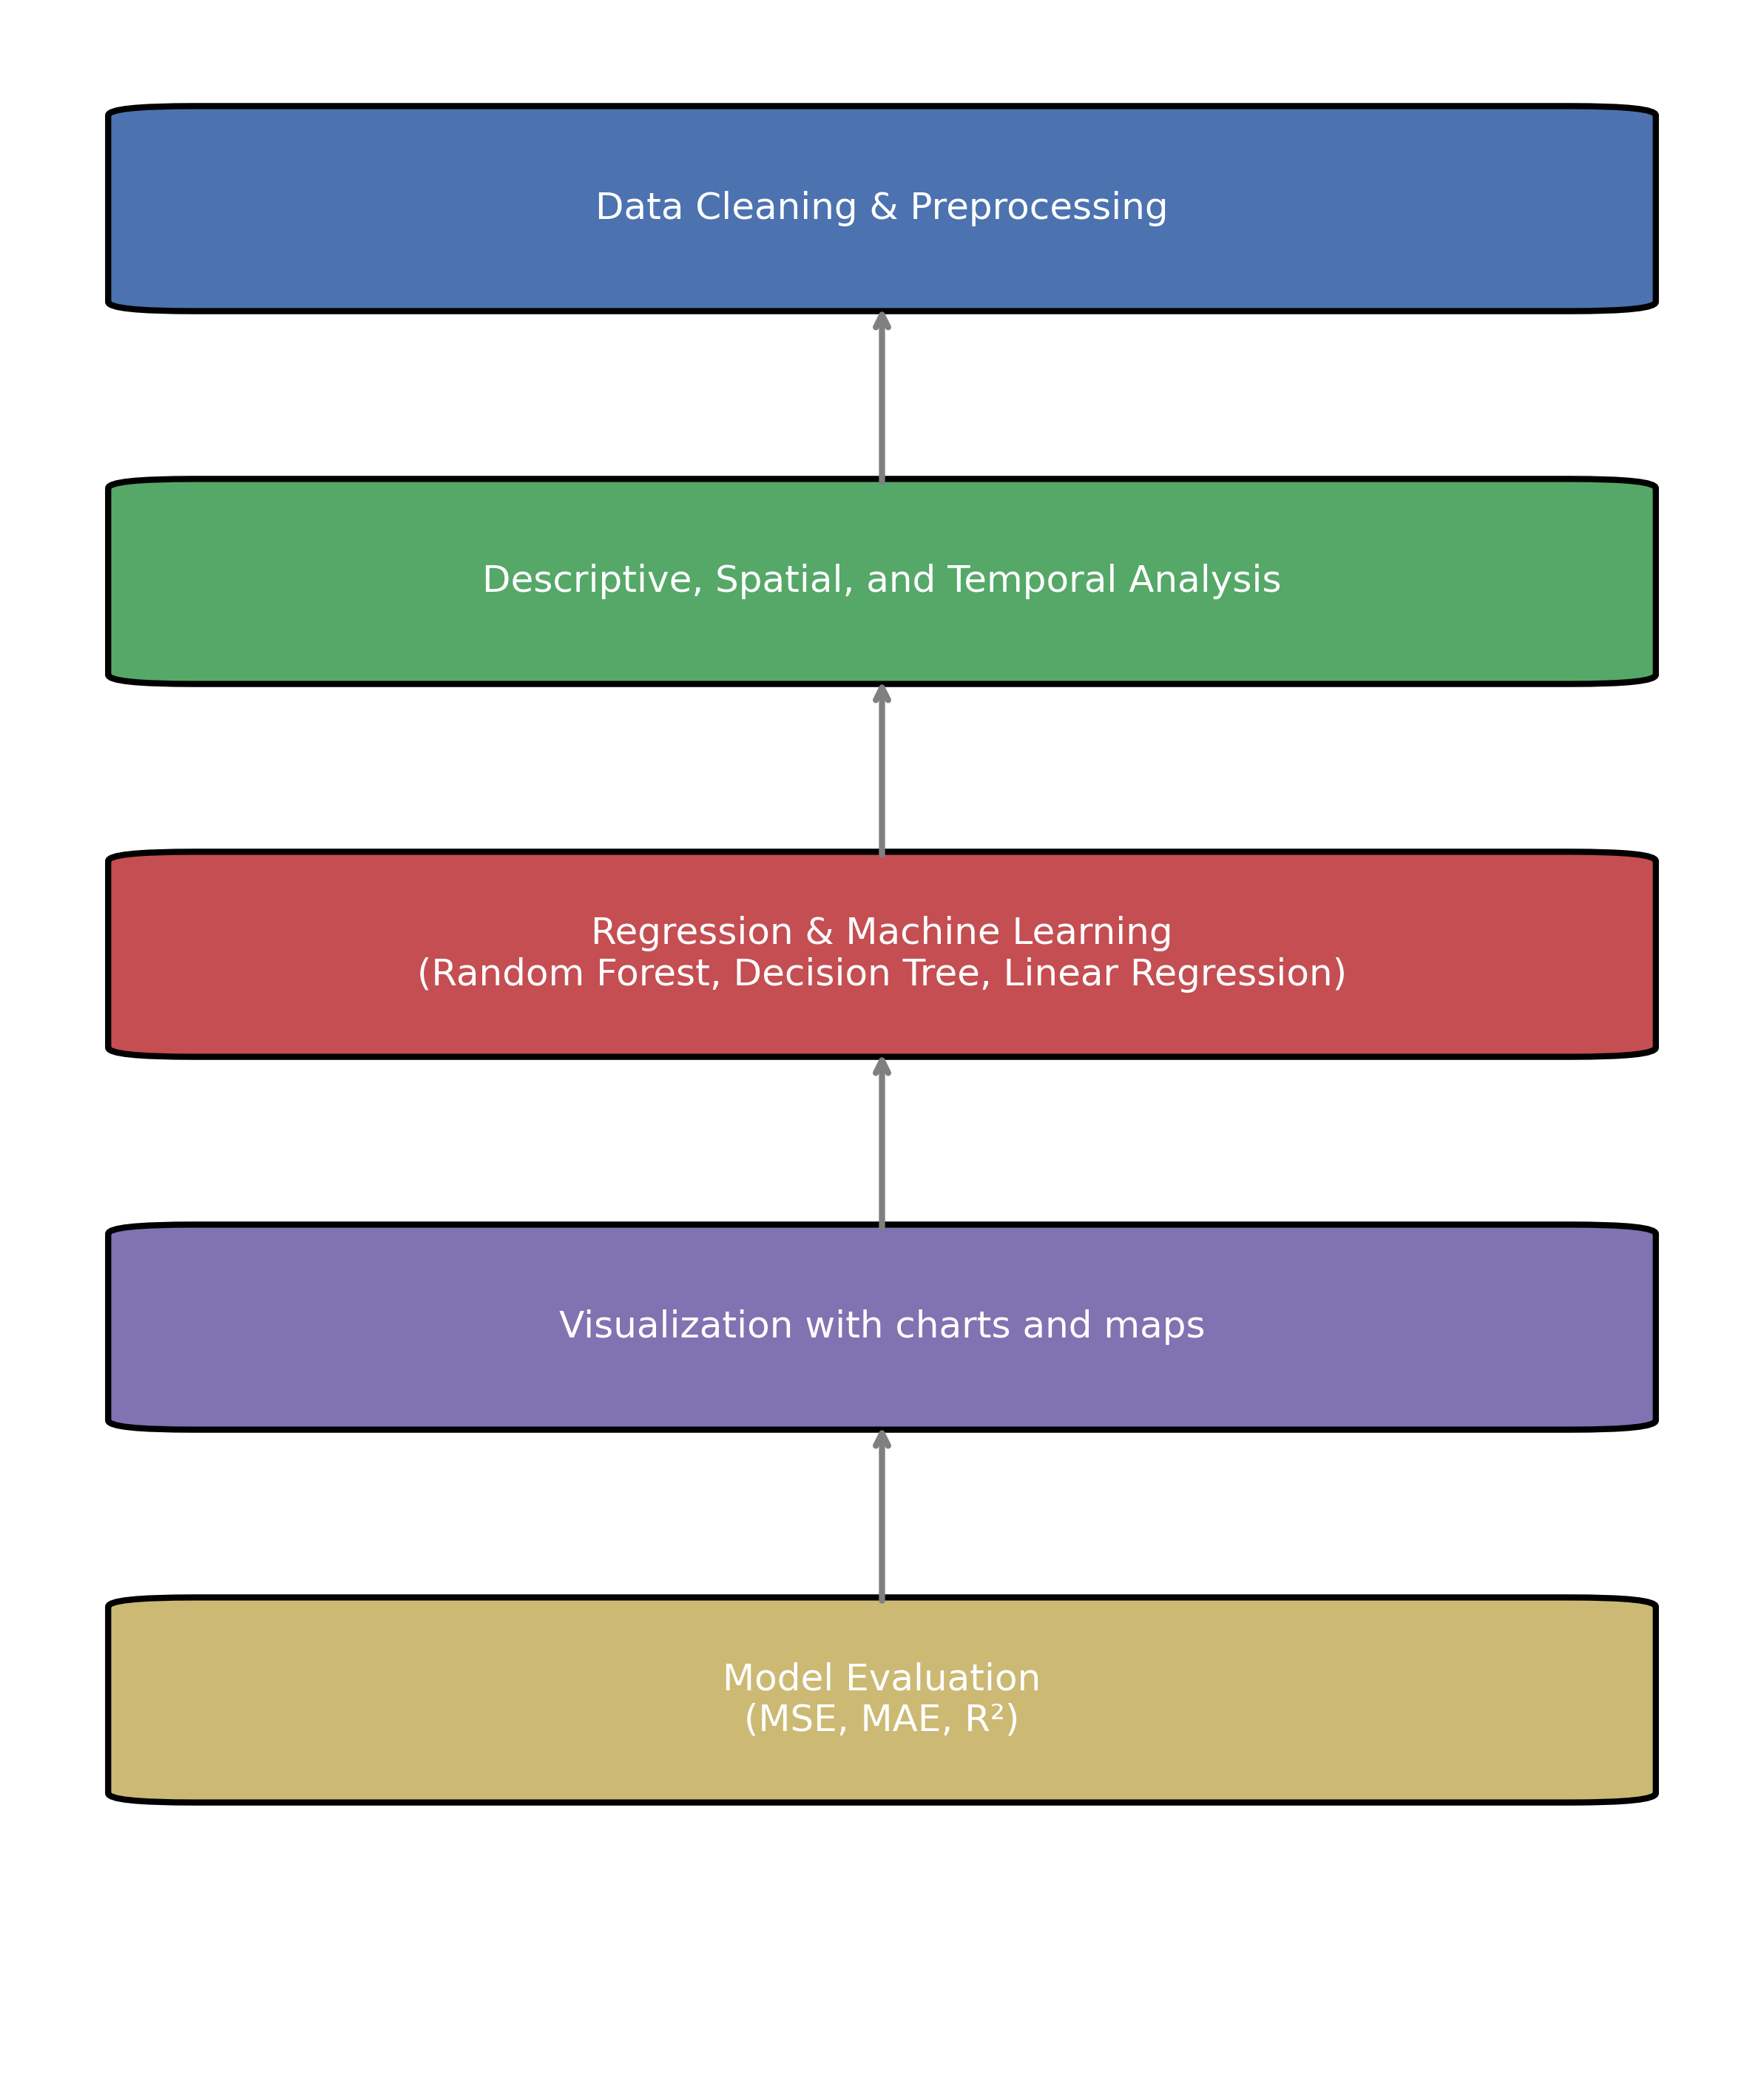 Data Cleaning & Preprocessing
Descriptive, Spatial, and Temporal Analysis
Regression & Machine Learning
(Random Forest, Decision Tree, Linear Regression)
Visualization with charts and maps
Model Evaluation
(MSE, MAE, R²)